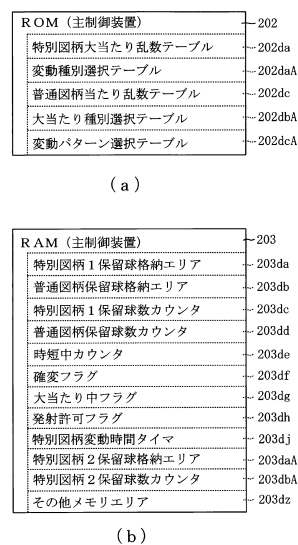 ROM（主制御装置） 202
特別図柄大当たり乱数テーブル 202da
変動種別選択テーブル 202daA
普通図柄当たり乱数テーブル 202dc
大当たり種別選択テーブル 202dbA
変動パターン選択テーブル 202dcA
（a）
RAM（主制御装置） 203
特別図柄1保留球格納エリア 203da
普通図柄保留球格納エリア 203db
特別図柄1保留球数カウンタ 203dc
普通図柄保留球数カウンタ 203dd
時短中カウンタ 203de
確変フラグ 203df
大当たり中フラグ 203dg
発射許可フラグ 203dh
特別図柄変動時間タイマ 203dj
特別図柄2保留球格納エリア 203daA
特別図柄2保留球数カウンタ 203dbA
その他メモリエリア 203dz
（b）